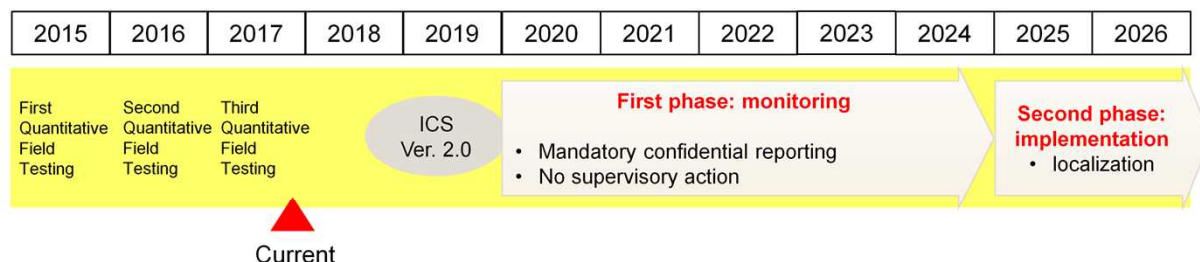 2015 2016 2017 2018 2019 2020 2021 2022 2023 2024 2025 2026
First
Quantitative
Field
Testing
Second
Quantitative
Field
Testing
Third
Quantitative
Field
Testing
ICS
Ver. 2.0
First phase: monitoring
• Mandatory confidential reporting
• No supervisory action
Second phase:
implementation
• localization
Current